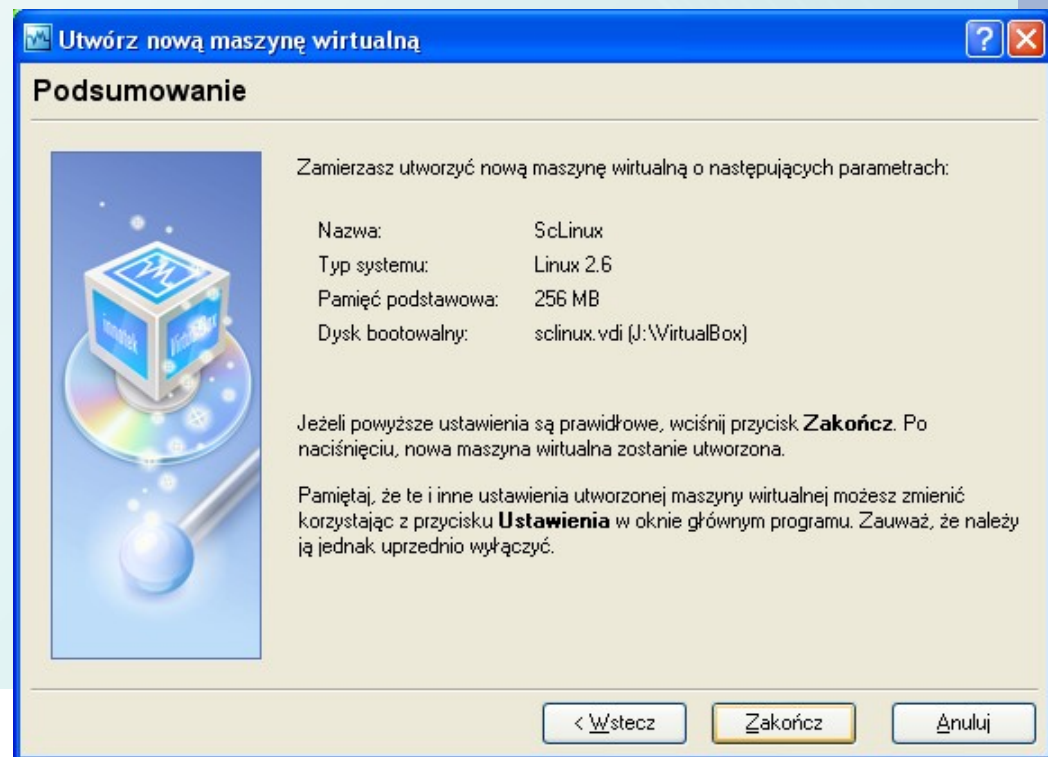 Utwórz nową maszynę wirtualną
Podsumowanie
Zamierzasz utworzyć nową maszynę wirtualną o następujących parametrach:
Nazwa: ScLinux
Typ systemu: Linux 2.6
Pamięć podstawowa: 256 MB
Dysk bootowalny: sclinux.vdi (J:\VirtualBox)
innotek VirtualBox
Jeżeli powyższe ustawienia są prawidłowe, wciśnij przycisk Zakończ. Po
naciśnięciu, nowa maszyna wirtualna zostanie utworzona.
Pamiętaj, że te i inne ustawienia utworzonej maszyny wirtualnej możesz zmienić
korzystając z przycisku Ustawienia w oknie głównym programu. Zauważ, że należy
ją jednak uprzednio wyłączyć.
< Wstecz Zakończ Anuluj